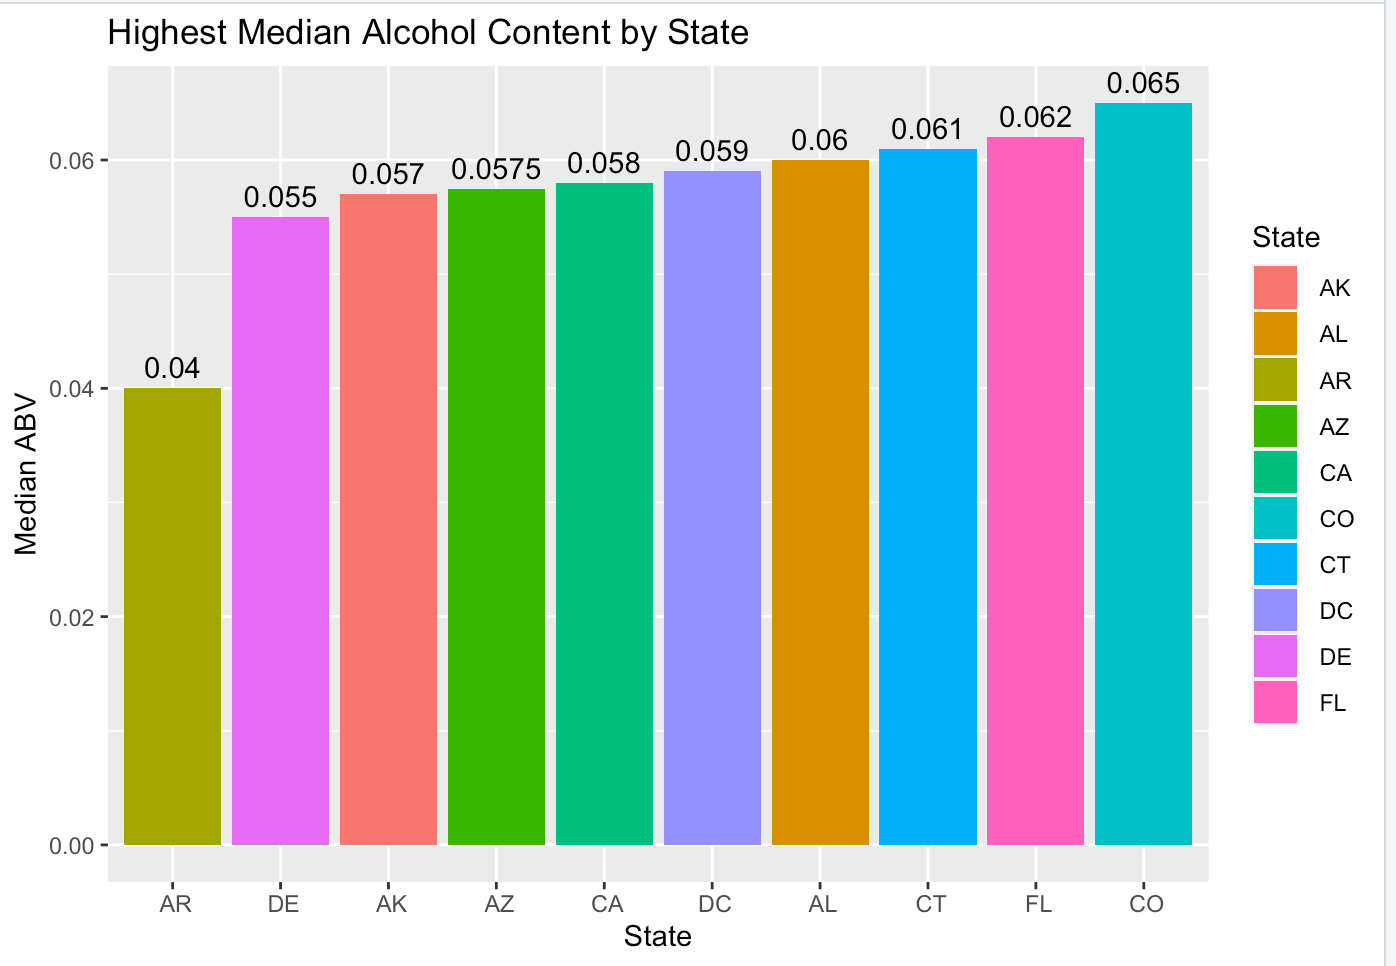 Highest Median Alcohol Content by State
0.065
0.062
0.061
0.06
0.059
0.058
0.0575
0.057
0.055
0.04
Median ABV
0.06
0.04
0.02
0.00
AR DE AK AZ CA DC AL CT FL CO
State
State
AK
AL
AR
AZ
CA
CO
CT
DC
DE
FL